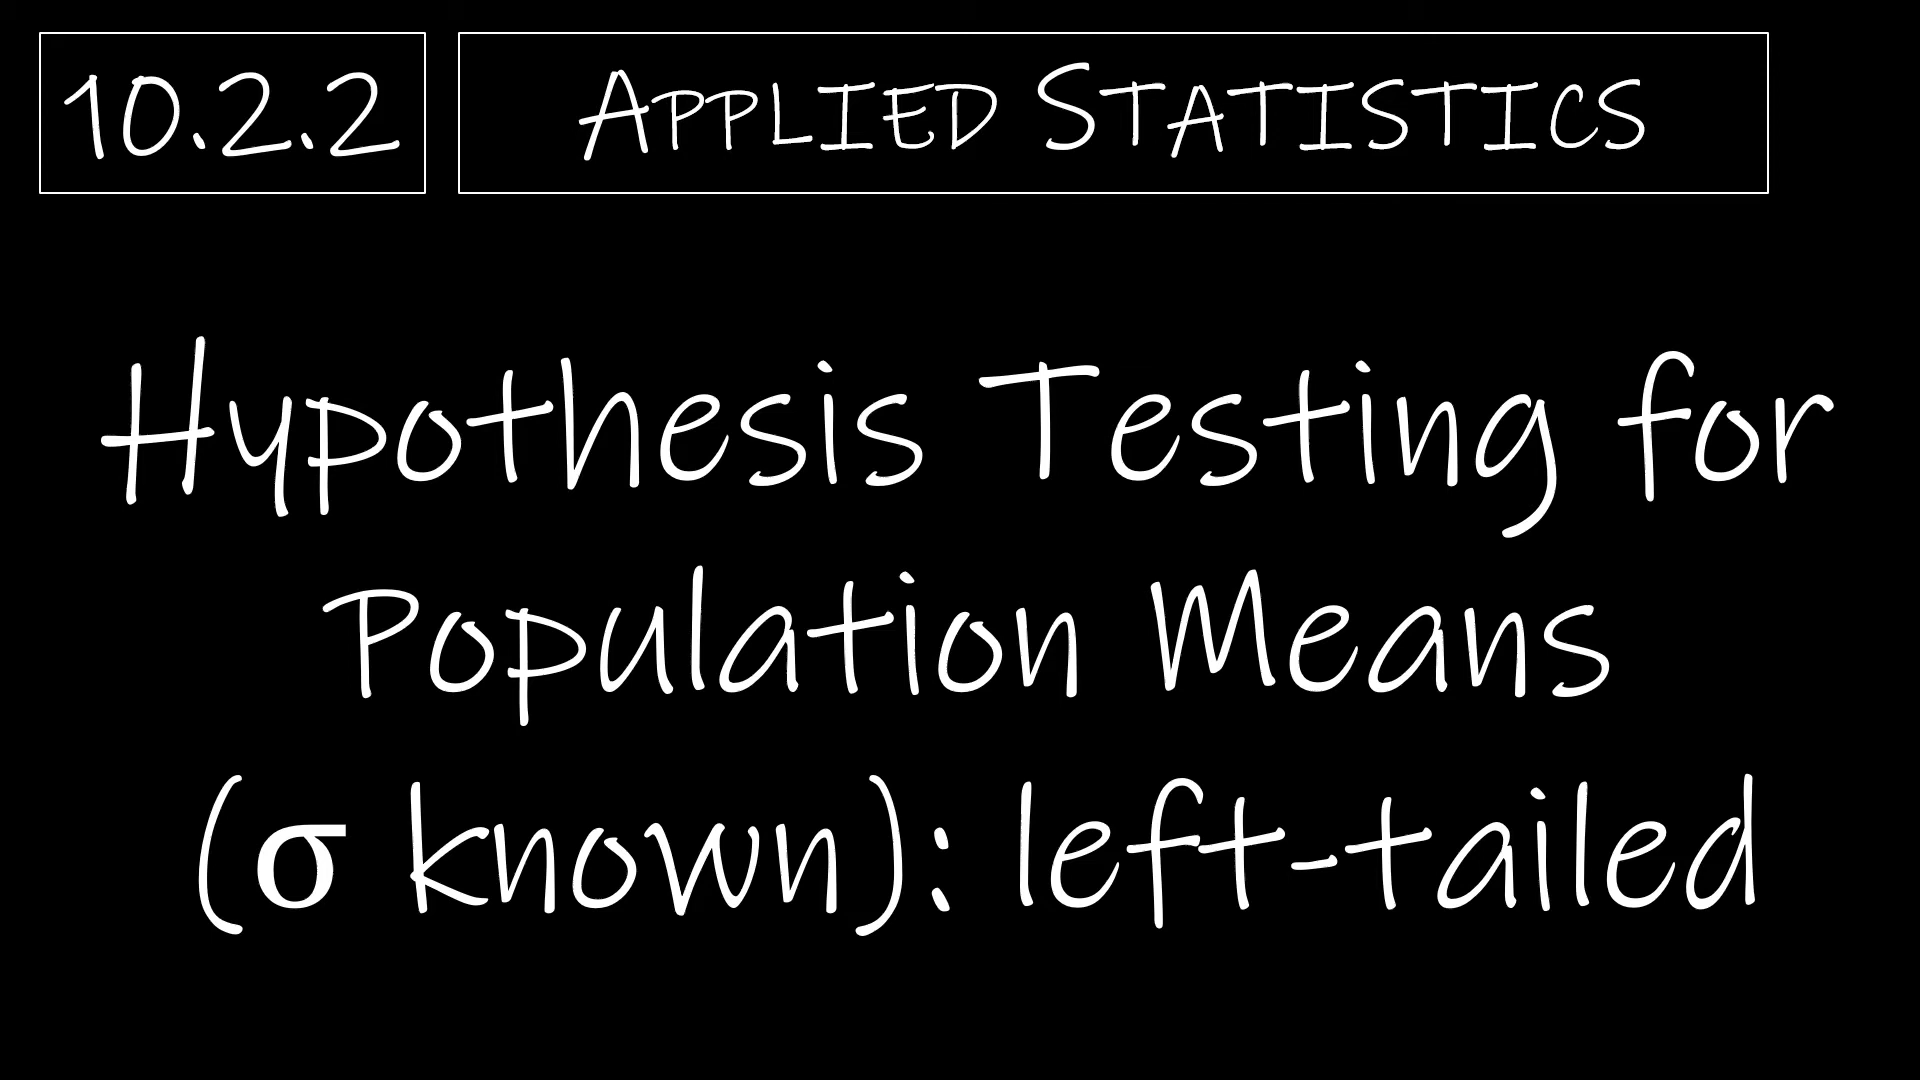 10.2.2
APPLIED STATISTICS
Hypothesis Testing for
Population Means
(σ known): left-tailed